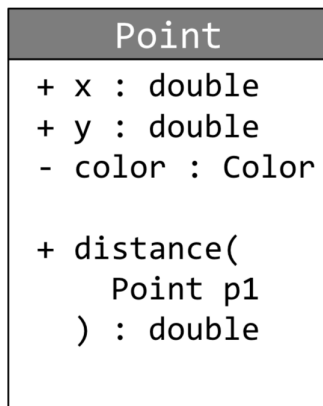 Point
+ x : double
+ y : double
- color : Color
+ distance(
Point p1
) : double